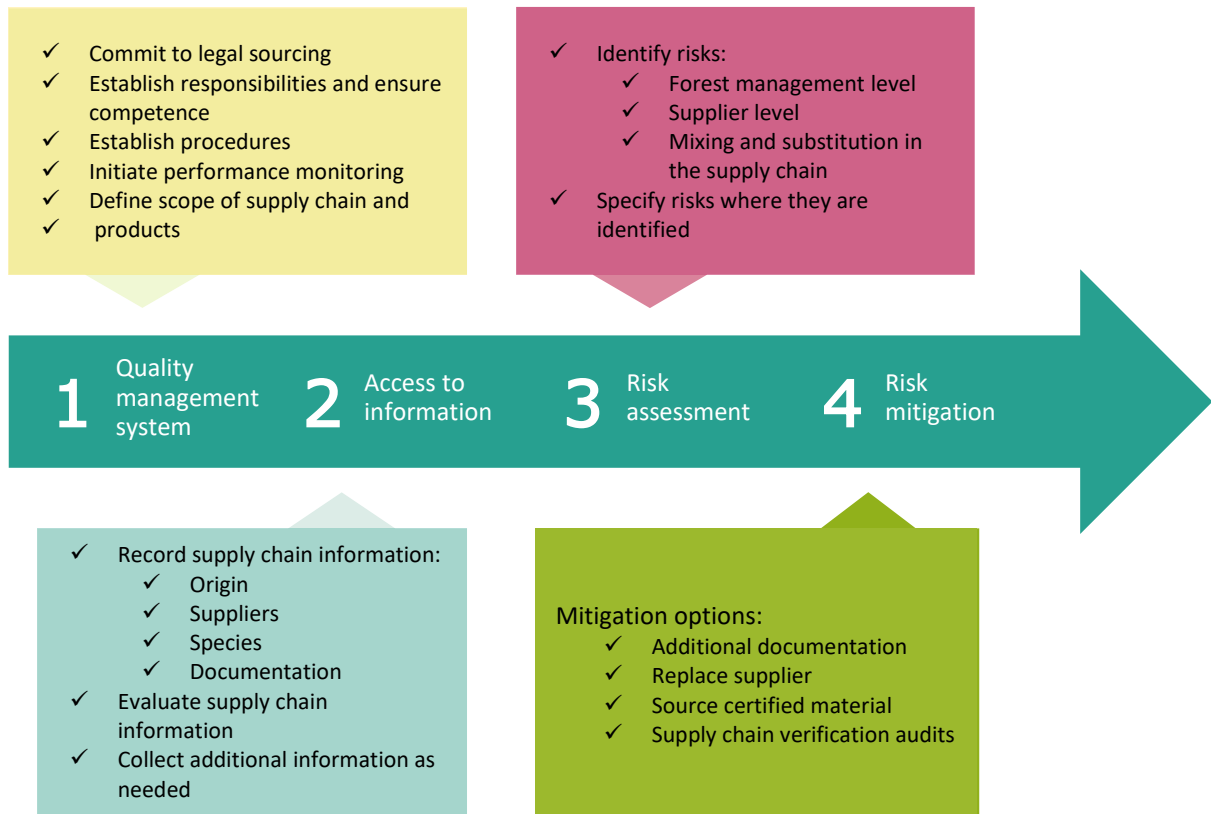 ✓ Commit to legal sourcing
✓ Establish responsibilities and ensure
competence
✓ Establish procedures
✓ Initiate performance monitoring
✓ Define scope of supply chain and
✓ products
✓ Identify risks:
✓ Forest management level
✓ Supplier level
✓ Mixing and substitution in
the supply chain
✓ Specify risks where they are
identified
1 Quality
management
system
2 Access to
information
3 Risk
assessment
4 Risk
mitigation
✓ Record supply chain information:
✓ Origin
✓ Suppliers
✓ Species
✓ Documentation
✓ Evaluate supply chain
information
✓ Collect additional information as
needed
Mitigation options:
✓ Additional documentation
✓ Replace supplier
✓ Source certified material
✓ Supply chain verification audits